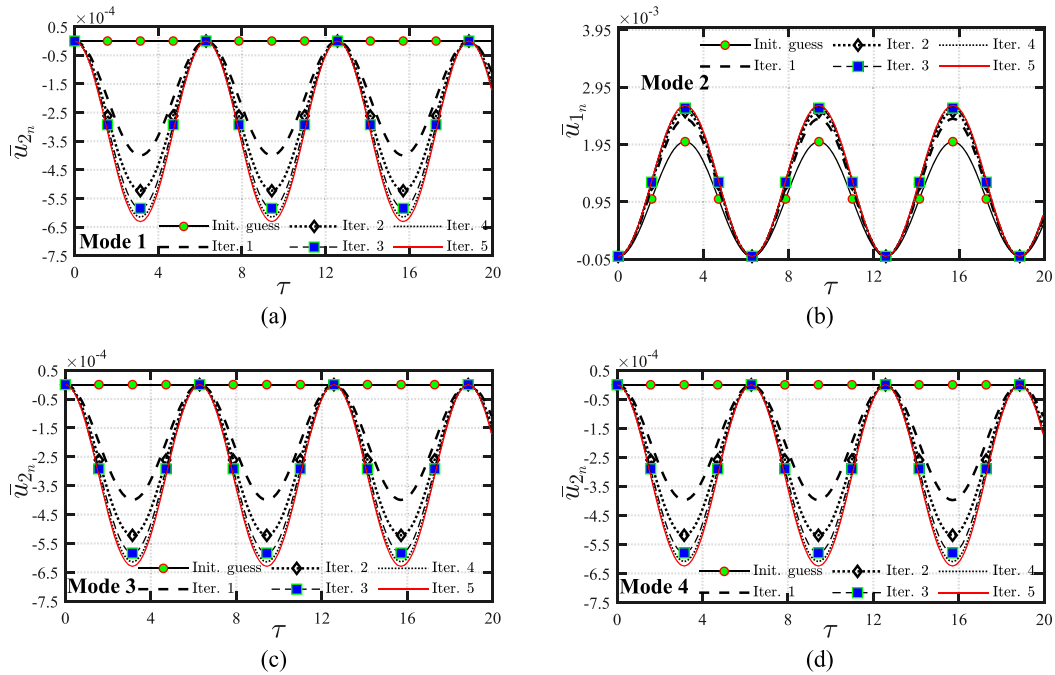 ×10⁻⁴
0.5
-0.5
-1.5
-2.5
-3.5
-4.5
-5.5
-6.5
-7.5
ū₂ₙ
Init. guess Iter. 2 Iter. 4
Iter. 1 Iter. 3 Iter. 5
Mode 1
0 4 8 12 16 20
τ
(a)
×10⁻³
3.95
2.95
1.95
0.95
-0.05
ū₁ₙ
Init. guess Iter. 2 Iter. 4
Iter. 1 Iter. 3 Iter. 5
Mode 2
0 4 8 12 16 20
τ
(b)
×10⁻⁴
0.5
-0.5
-1.5
-2.5
-3.5
-4.5
-5.5
-6.5
-7.5
ū₂ₙ
Init. guess Iter. 2 Iter. 4
Mode 3 Iter. 1 Iter. 3 Iter. 5
0 4 8 12 16 20
τ
(c)
×10⁻⁴
0.5
-0.5
-1.5
-2.5
-3.5
-4.5
-5.5
-6.5
-7.5
ū₂ₙ
Init. guess Iter. 2 Iter. 4
Mode 4 Iter. 1 Iter. 3 Iter. 5
0 4 8 12 16 20
τ
(d)